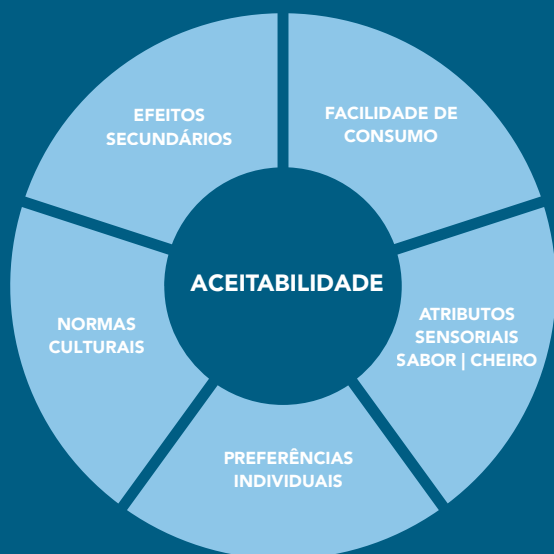 EFEITOS
SECUNDÁRIOS
FACILIDADE DE
CONSUMO
ACEITABILIDADE
NORMAS
CULTURAIS
ATRIBUTOS
SENSORIAIS
SABOR | CHEIRO
PREFERÊNCIAS
INDIVIDUAIS